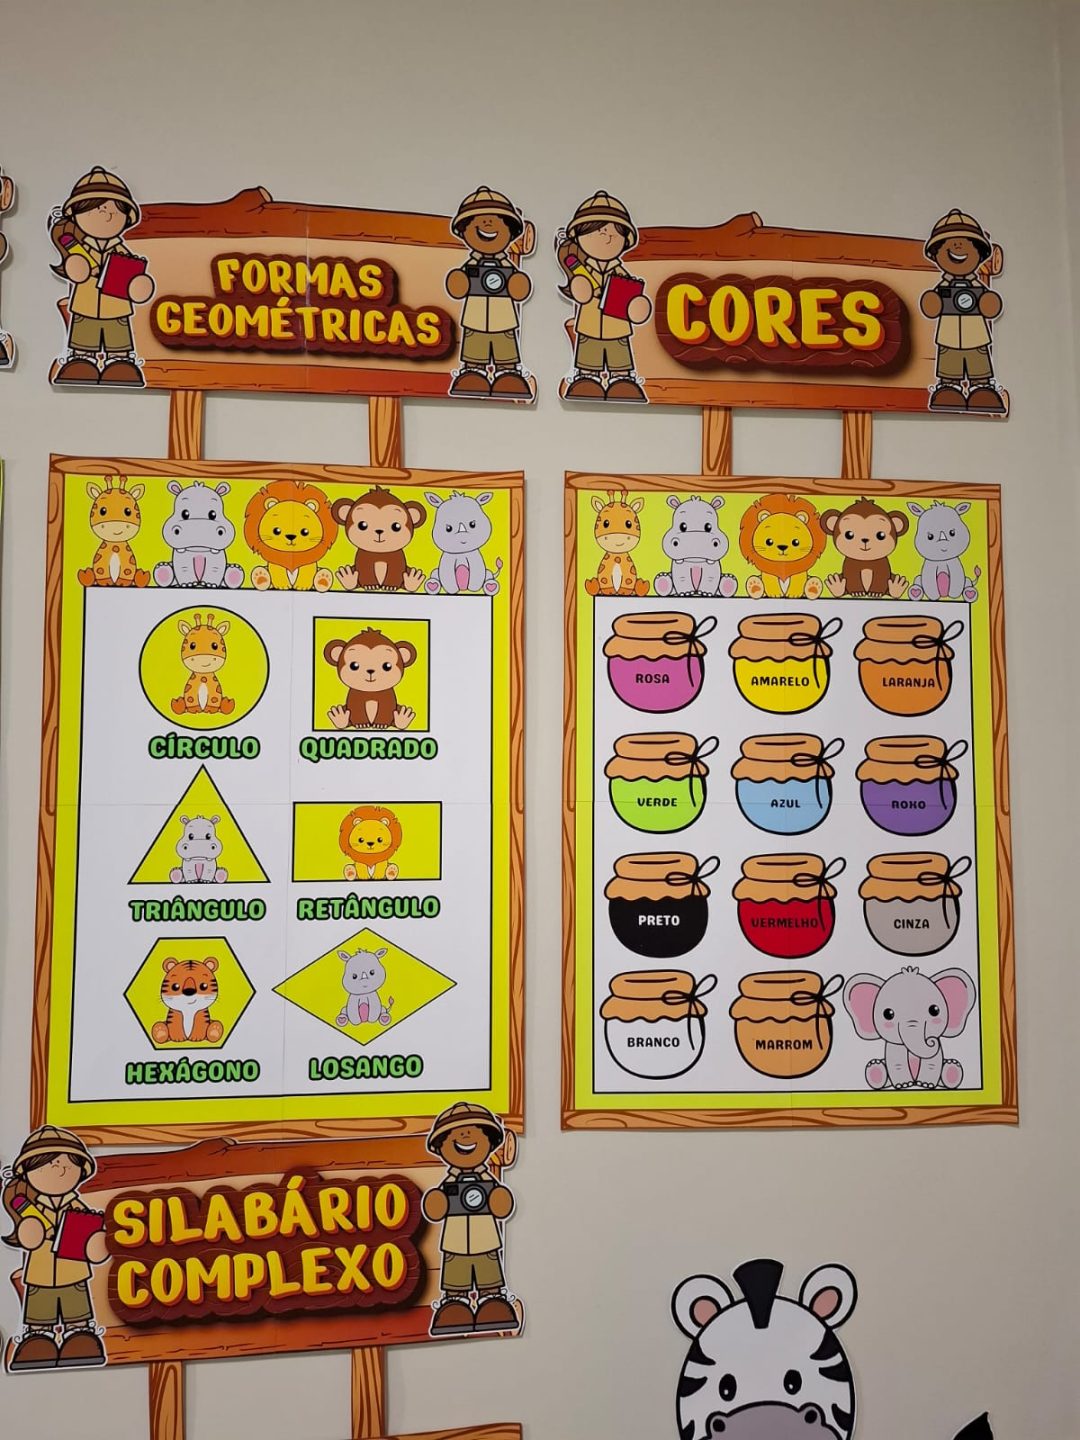 FORMAS
GEOMÉTRICAS
CÍRCULO
QUADRADO
TRIÂNGULO
RETÂNGULO
HEXÁGONO
LOSANGO
CORES
ROSA
AMARELO
LARANJA
VERDE
AZUL
ROXO
PRETO
VERMELHO
CINZA
BRANCO
MARROM
SILABÁRIO
COMPLEXO